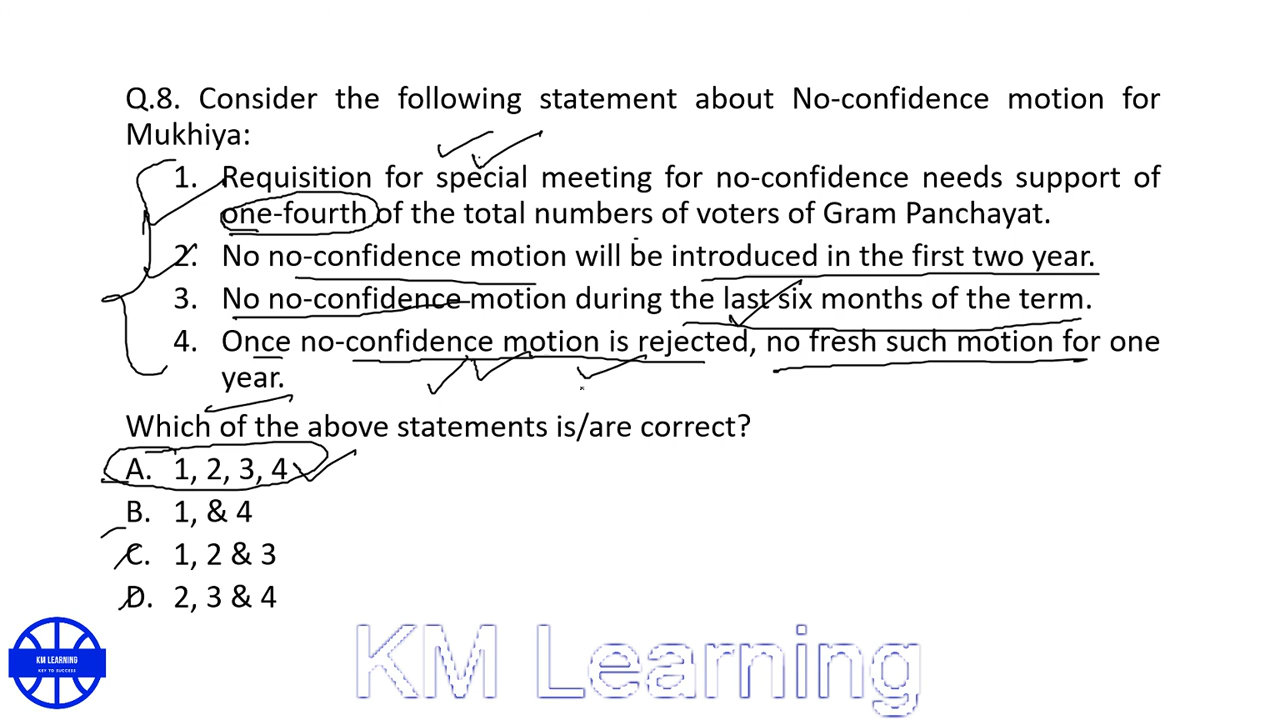 Q.8. Consider the following statement about No-confidence motion for
Mukhiya:
1. Requisition for special meeting for no-confidence needs support of
one-fourth of the total numbers of voters of Gram Panchayat.
2. No no-confidence motion will be introduced in the first two year.
3. No no-confidence motion during the last six months of the term.
4. Once no-confidence motion is rejected, no fresh such motion for one
year.
Which of the above statements is/are correct?
A. 1, 2, 3, 4
B. 1, & 4
C. 1, 2 & 3
D. 2, 3 & 4
KM LEARNING
KEY TO SUCCESS
KM Learning